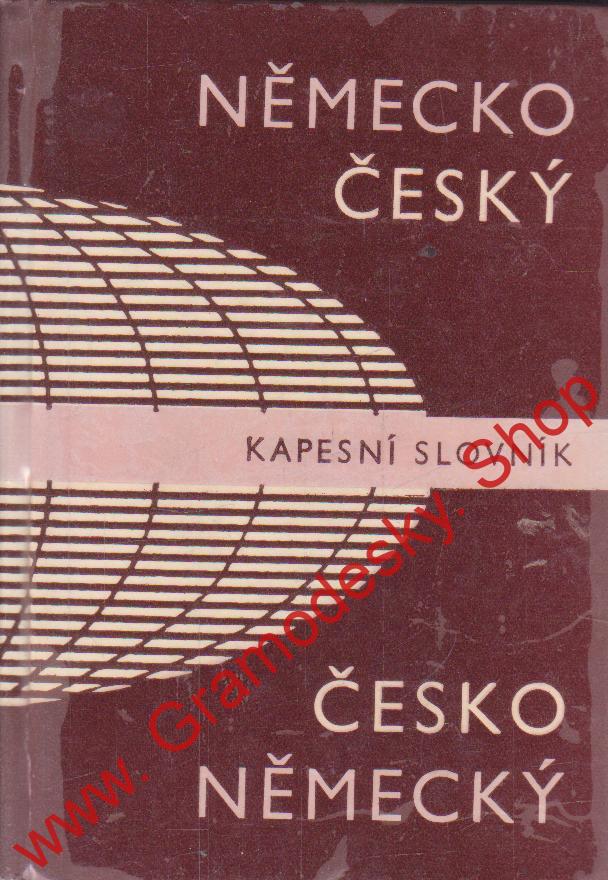 NĚMECKO
ČESKÝ
KAPESNÍ SLOVNÍK
www. Gramodesky. Shop
ČESKO
NĚMECKÝ